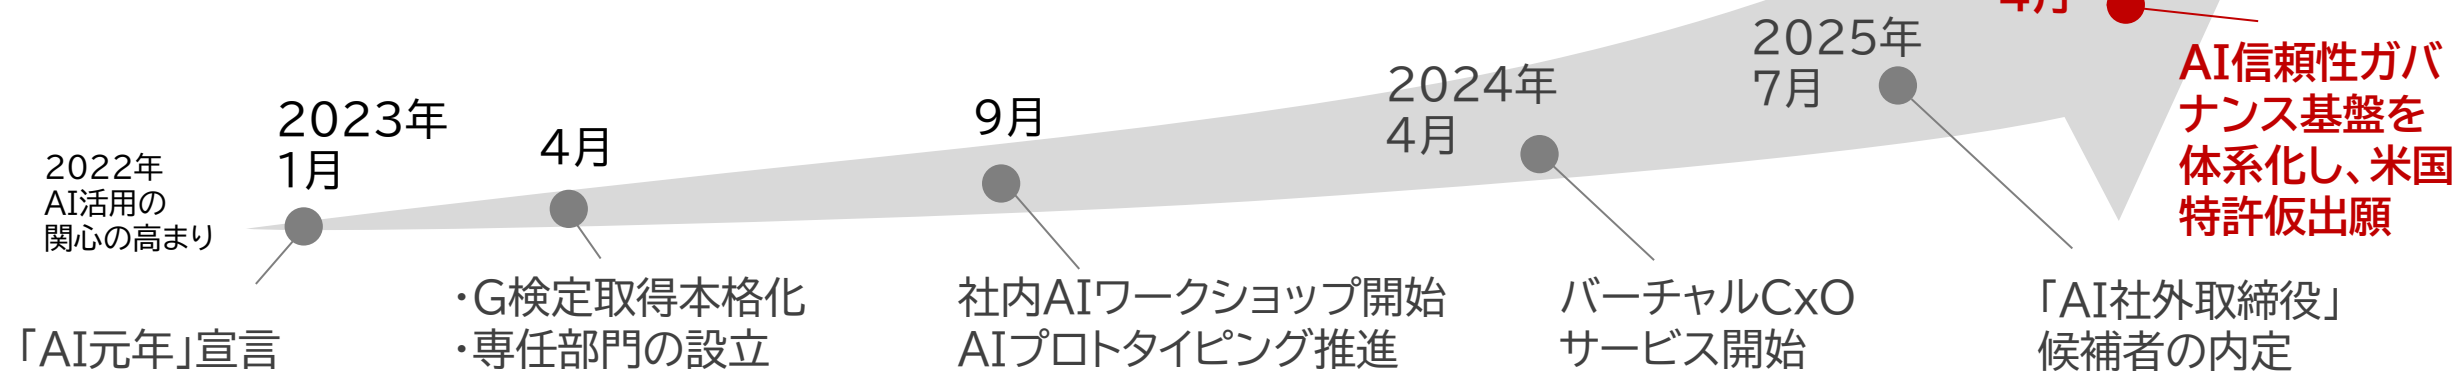 2022年
AI活用の
関心の高まり
2023年
1月
「AI元年」宣言
4月
・G検定取得本格化
・専任部門の設立
9月
社内AIワークショップ開始
AIプロトタイピング推進
2024年
4月
バーチャルCxO
サービス開始
2025年
7月
「AI社外取締役」
候補者の内定
4月
AI信頼性ガバ
ナンス基盤を
体系化し、米国
特許仮出願